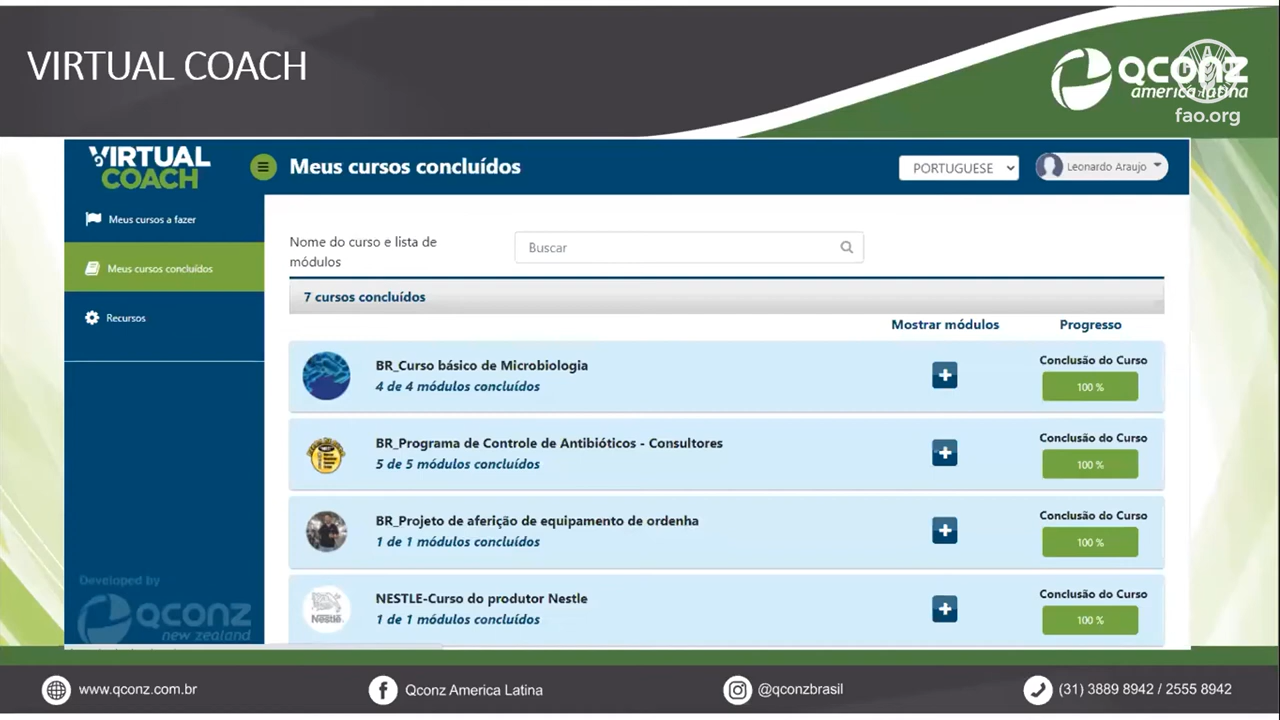 VIRTUAL COACH
QCONZ
america latina
fao.org
VIRTUAL
COACH
Meus cursos concluídos
PORTUGUESE
Leonardo Araujo
Meus cursos a fazer
Meus cursos concluídos
Recursos
Nome do curso e lista de
módulos
Buscar
7 cursos concluídos
Mostrar módulos
Progresso
BR_Curso básico de Microbiologia
4 de 4 módulos concluídos
Conclusão do Curso
100 %
BR_Programa de Controle de Antibióticos - Consultores
5 de 5 módulos concluídos
Conclusão do Curso
100 %
BR_Projeto de aferição de equipamento de ordenha
1 de 1 módulos concluídos
Conclusão do Curso
100 %
NESTLE-Curso do produtor Nestle
1 de 1 módulos concluídos
Conclusão do Curso
100 %
Nestlé
Developed by
QCONZ
new zealand
www.qconz.com.br
Qconz America Latina
@qconzbrasil
(31) 3889 8942 / 2555 8942